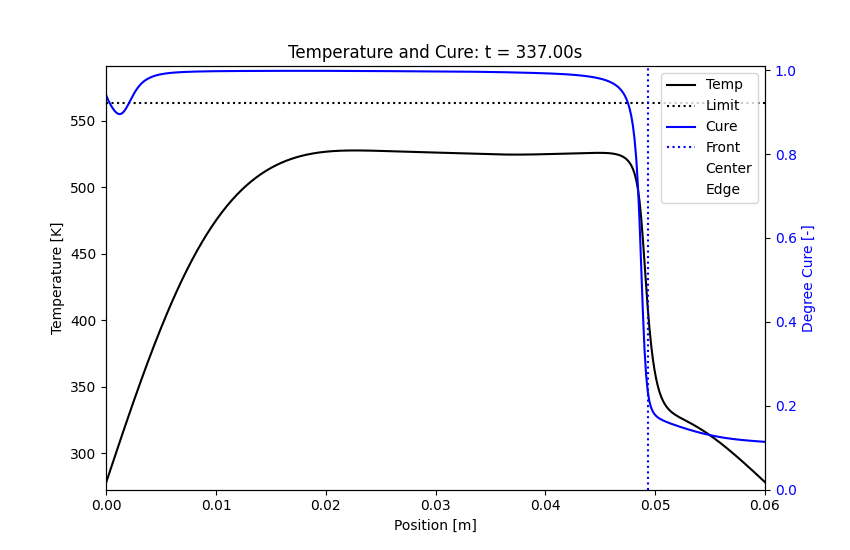 Temperature and Cure: t = 337.00s
Temp
Limit
Cure
Front
Center
Edge
Temperature [K]
550
500
450
400
350
300
1.0
0.8
0.6
0.4
0.2
0.0
Degree Cure [-]
0.00
0.01
0.02
0.03
0.04
0.05
0.06
Position [m]